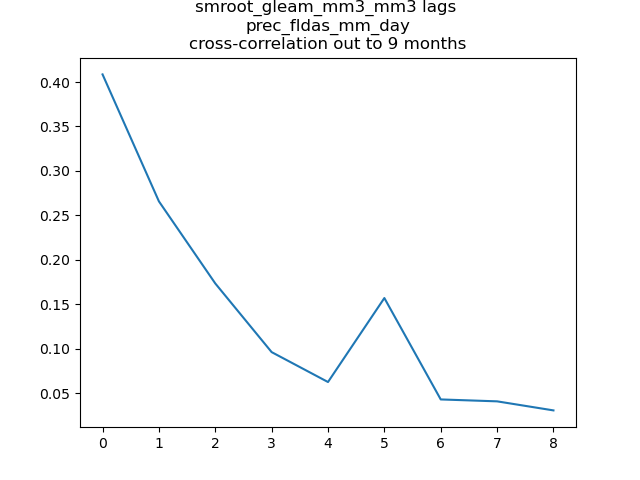 smroot_gleam_mm3_mm3 lags
prec_fldas_mm_day
cross-correlation out to 9 months
0.40
0.35
0.30
0.25
0.20
0.15
0.10
0.05
0 1 2 3 4 5 6 7 8